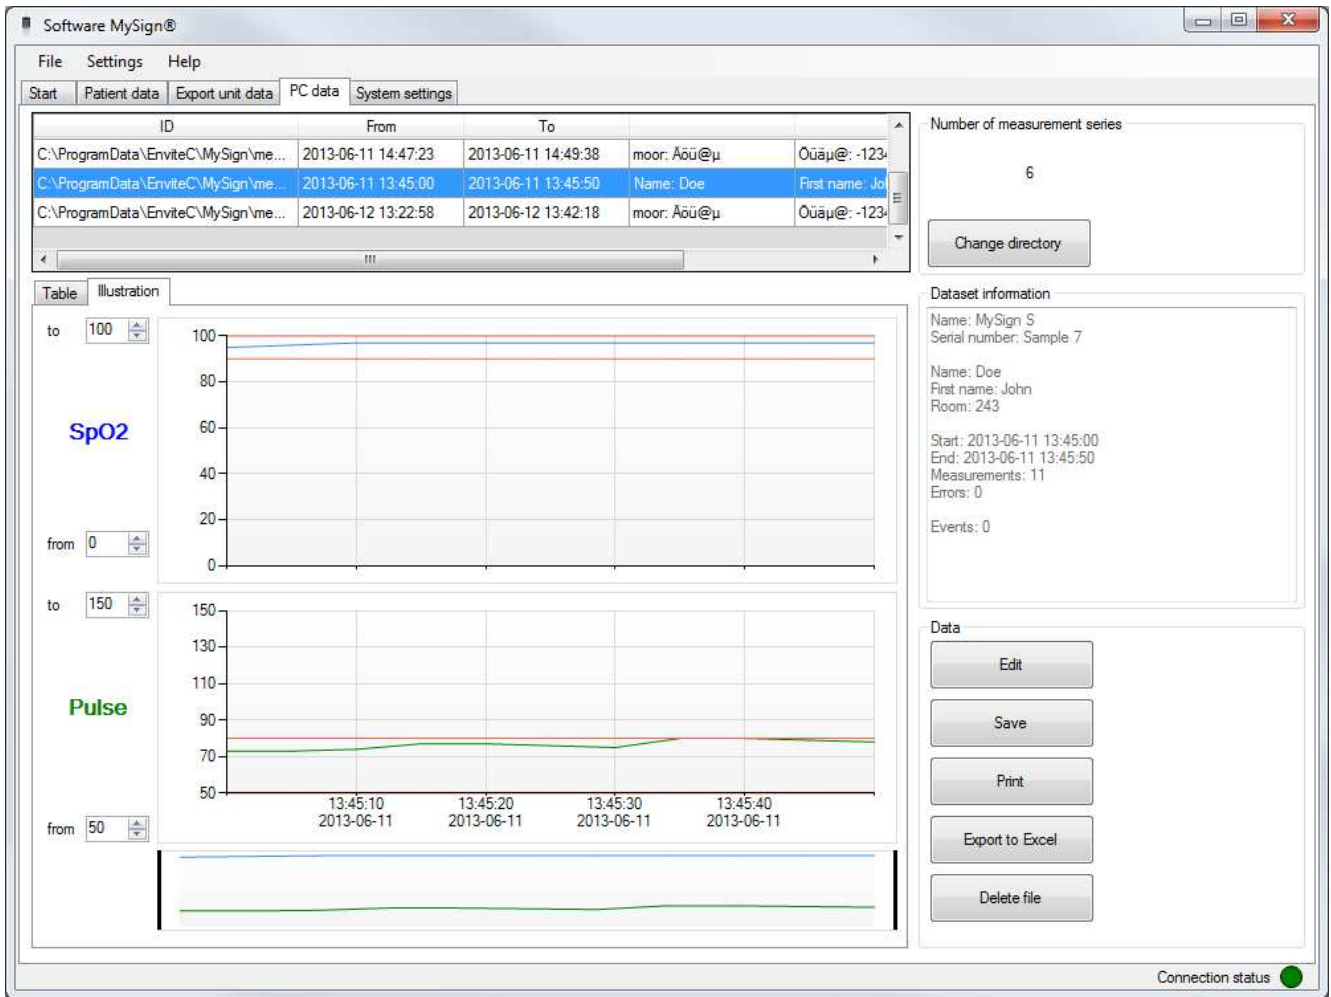 Software MySign®
File Settings Help
Start Patient data Export unit data PC data System settings
ID From To
C:\ProgramData\EnviteC\MySign\me... 2013-06-11 14:47:23 2013-06-11 14:49:38 moor: Äöü@µ Öüäµ@: -1234
C:\ProgramData\EnviteC\MySign\me... 2013-06-11 13:45:00 2013-06-11 13:45:50 Name: Doe First name: Jol
C:\ProgramData\EnviteC\MySign\me... 2013-06-12 13:22:58 2013-06-12 13:42:18 moor: Äöü@µ Öüäµ@: -1234
Number of measurement series
6
Change directory
Table Illustration
to 100
SpO2
from 0
100
80
60
40
20
0
to 150
Pulse
from 50
150
130
110
90
70
50
13:45:10 13:45:20 13:45:30 13:45:40
2013-06-11 2013-06-11 2013-06-11 2013-06-11
Dataset information
Name: MySign S
Serial number: Sample 7
Name: Doe
First name: John
Room: 243
Start: 2013-06-11 13:45:00
End: 2013-06-11 13:45:50
Measurements: 11
Errors: 0
Events: 0
Data
Edit
Save
Print
Export to Excel
Delete file
Connection status